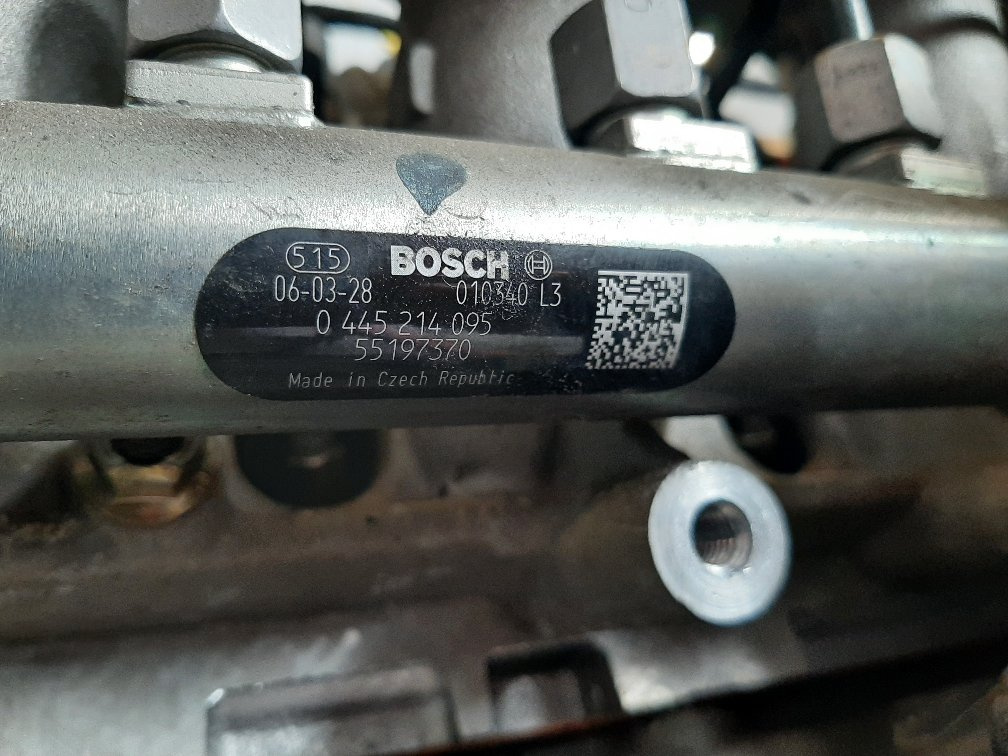 515 BOSCH
06-03-28 010340 L3
0 445 214 095
55197370
Made in Czech Republic